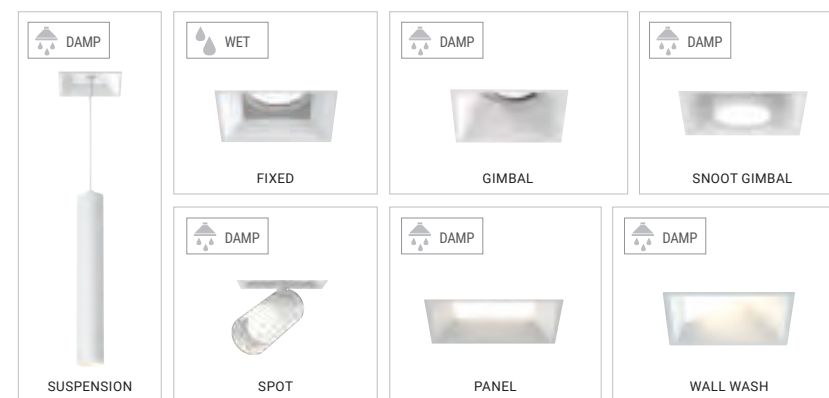 DAMP
SUSPENSION
WET
FIXED
DAMP
GIMBAL
DAMP
SNOOT GIMBAL
DAMP
SPOT
DAMP
PANEL
DAMP
WALL WASH